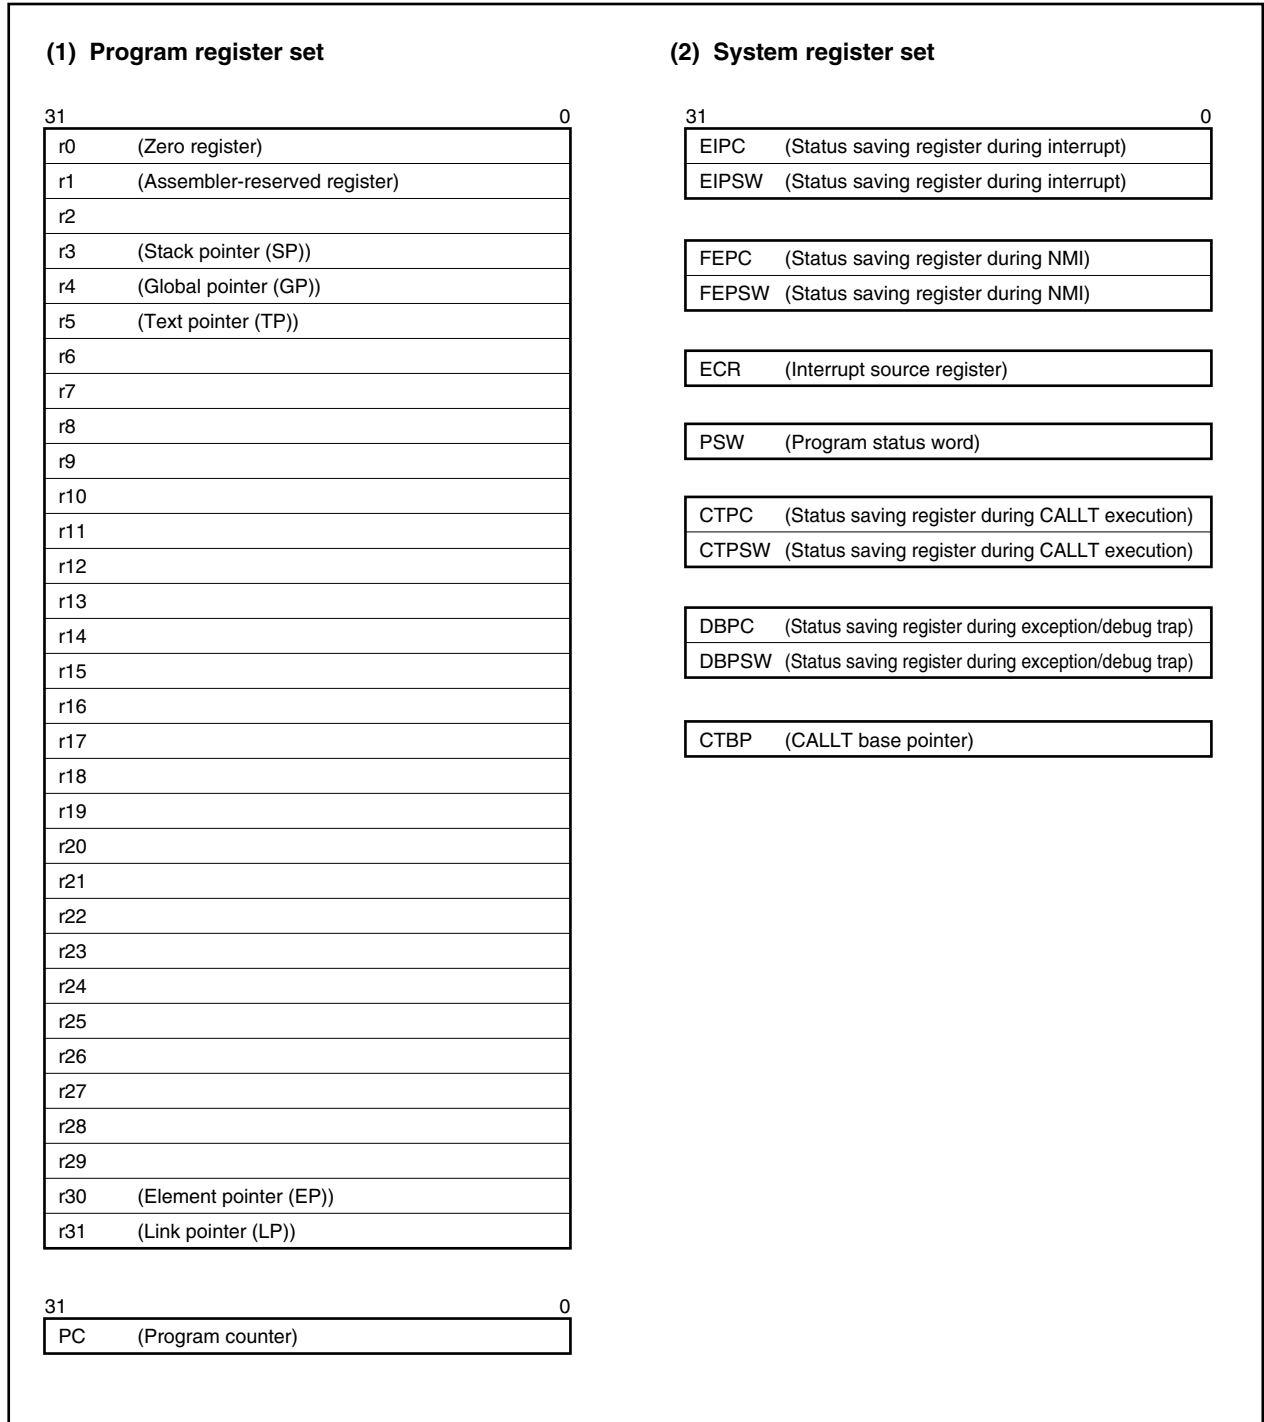 (1) Program register set
31 0
r0 (Zero register)
r1 (Assembler-reserved register)
r2
r3 (Stack pointer (SP))
r4 (Global pointer (GP))
r5 (Text pointer (TP))
r6
r7
r8
r9
r10
r11
r12
r13
r14
r15
r16
r17
r18
r19
r20
r21
r22
r23
r24
r25
r26
r27
r28
r29
r30 (Element pointer (EP))
r31 (Link pointer (LP))
31 0
PC (Program counter)
(2) System register set
31 0
EIPC (Status saving register during interrupt)
EIPSW (Status saving register during interrupt)
FEPC (Status saving register during NMI)
FEPSW (Status saving register during NMI)
ECR (Interrupt source register)
PSW (Program status word)
CTPC (Status saving register during CALLT execution)
CTPSW (Status saving register during CALLT execution)
DBPC (Status saving register during exception/debug trap)
DBPSW (Status saving register during exception/debug trap)
CTBP (CALLT base pointer)